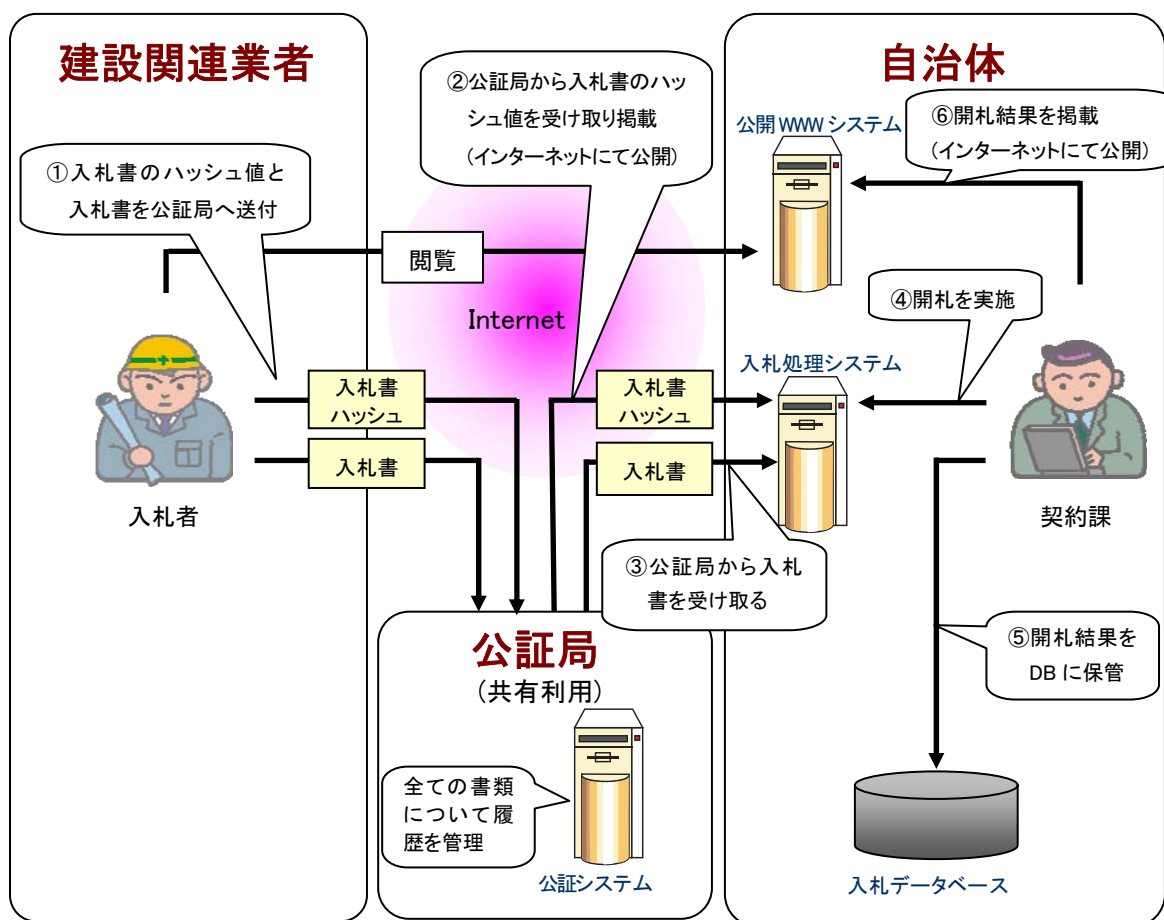 建設関連業者
自治体
②公証局から入札書のハッ
シュ値を受け取り掲載
(インターネットにて公開)
公開 WWW システム
⑥開札結果を掲載
(インターネットにて公開)
①入札書のハッシュ値と
入札書を公証局へ送付
閲覧
Internet
④開札を実施
入札処理システム
入札書
ハッシュ
入札書
ハッシュ
入札書
入札書
入札者
契約課
③公証局から入札
書を受け取る
公証局
(共有利用)
⑤開札結果を
DB に保管
全ての書類
について履
歴を管理
公証システム
入札データベース